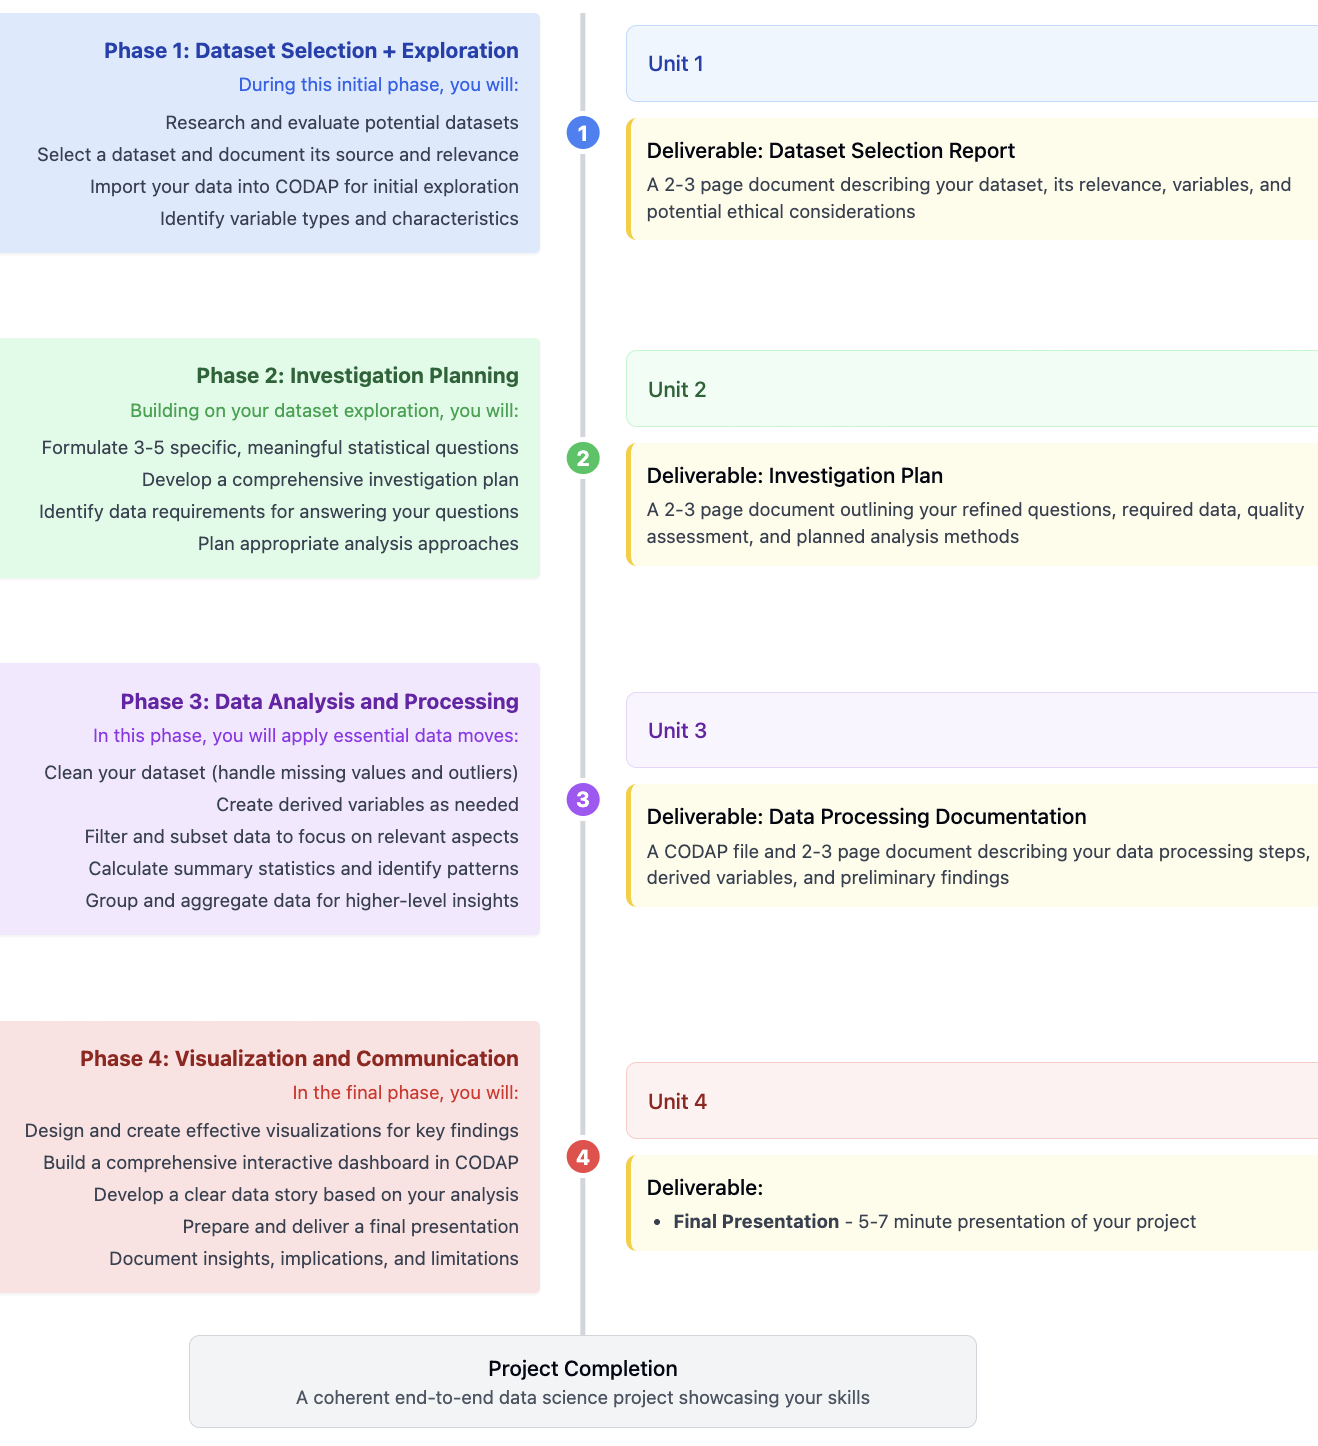 Phase 1: Dataset Selection + Exploration
During this initial phase, you will:
Research and evaluate potential datasets
Select a dataset and document its source and relevance
Import your data into CODAP for initial exploration
Identify variable types and characteristics
1
Unit 1
Deliverable: Dataset Selection Report
A 2-3 page document describing your dataset, its relevance, variables, and
potential ethical considerations
Phase 2: Investigation Planning
Building on your dataset exploration, you will:
Formulate 3-5 specific, meaningful statistical questions
Develop a comprehensive investigation plan
Identify data requirements for answering your questions
Plan appropriate analysis approaches
2
Unit 2
Deliverable: Investigation Plan
A 2-3 page document outlining your refined questions, required data, quality
assessment, and planned analysis methods
Phase 3: Data Analysis and Processing
In this phase, you will apply essential data moves:
Clean your dataset (handle missing values and outliers)
Create derived variables as needed
Filter and subset data to focus on relevant aspects
Calculate summary statistics and identify patterns
Group and aggregate data for higher-level insights
3
Unit 3
Deliverable: Data Processing Documentation
A CODAP file and 2-3 page document describing your data processing steps,
derived variables, and preliminary findings
Phase 4: Visualization and Communication
In the final phase, you will:
Design and create effective visualizations for key findings
Build a comprehensive interactive dashboard in CODAP
Develop a clear data story based on your analysis
Prepare and deliver a final presentation
Document insights, implications, and limitations
4
Unit 4
Deliverable:
• Final Presentation - 5-7 minute presentation of your project
Project Completion
A coherent end-to-end data science project showcasing your skills